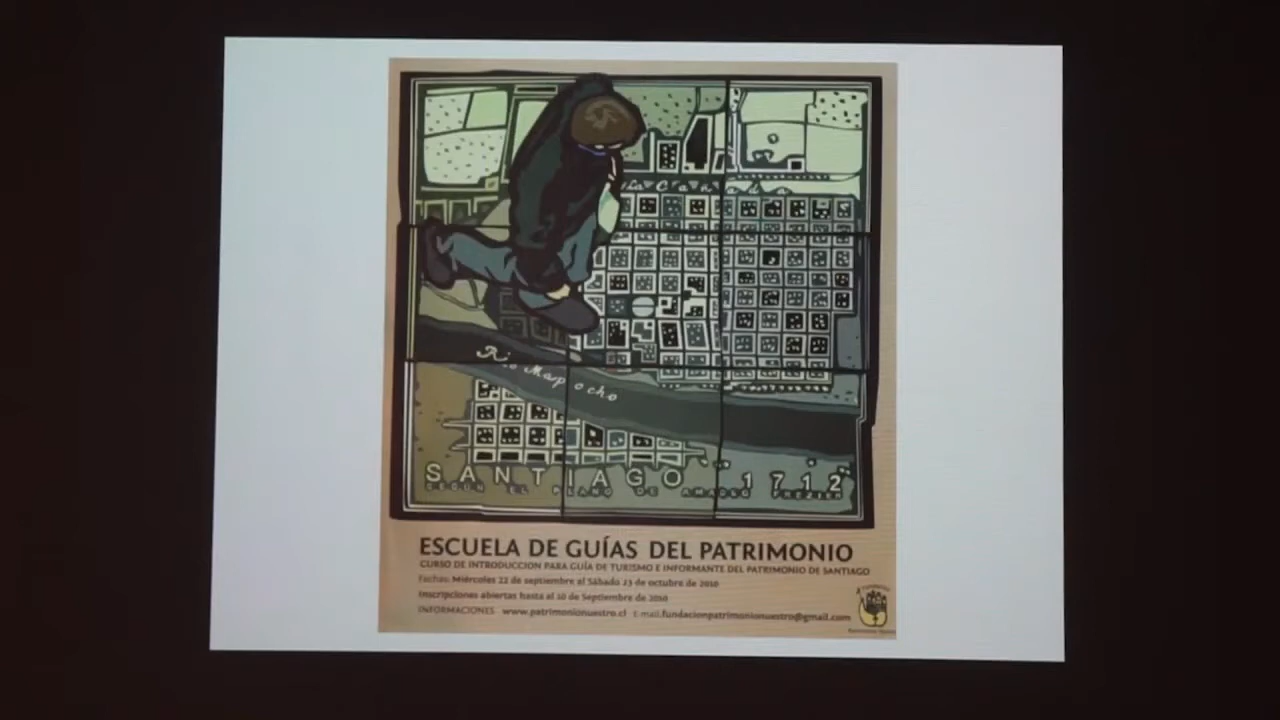 La Cañada
Rio Mapocho
SANTIAGO 1712
SEGUN EL PLANO DE AMADEO FREZIER
ESCUELA DE GUÍAS DEL PATRIMONIO
CURSO DE INTRODUCCION PARA GUÍA DE TURISMO E INFORMANTE DEL PATRIMONIO DE SANTIAGO
Fechas: Miércoles 22 de septiembre al Sábado 23 de octubre de 2010
Inscripciones abiertas hasta el 20 de Septiembre de 2010
INFORMACIONES www.patrimonionuestro.cl E-mail.fundacionpatrimonionuestro@gmail.com